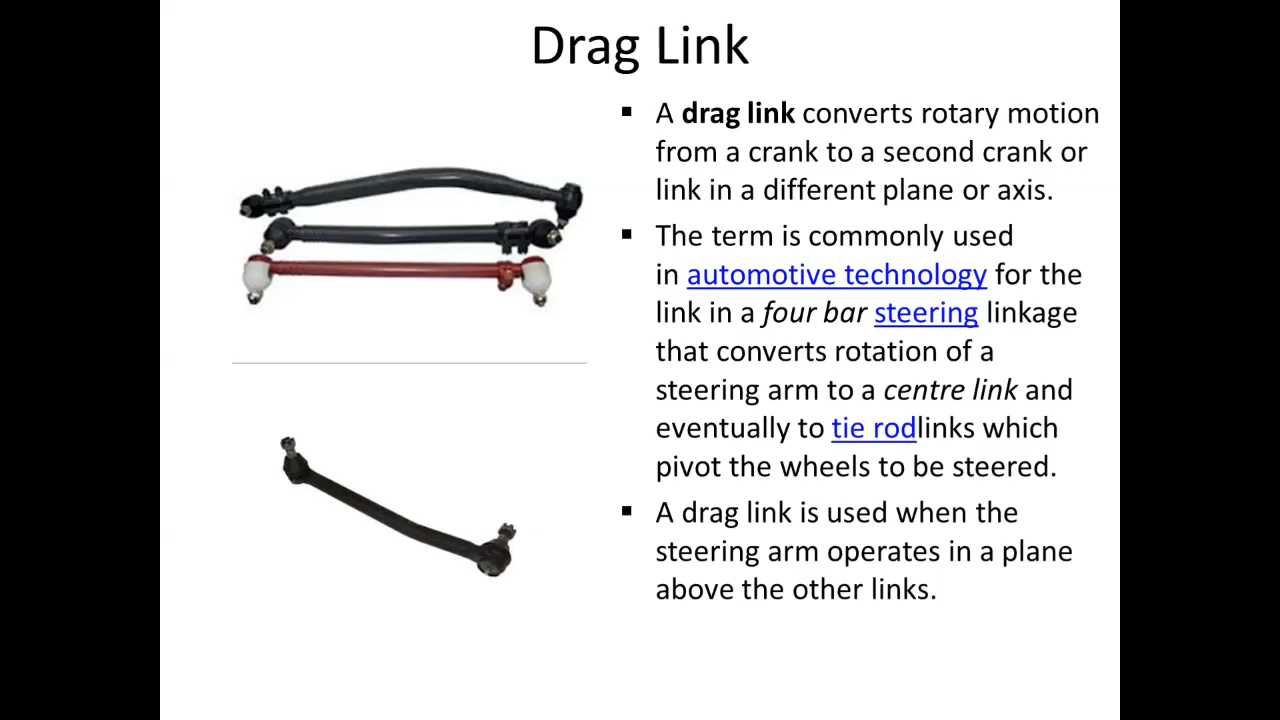 Drag Link
▪ A drag link converts rotary motion
from a crank to a second crank or
link in a different plane or axis.
▪ The term is commonly used
in automotive technology for the
link in a four bar steering linkage
that converts rotation of a
steering arm to a centre link and
eventually to tie rodlinks which
pivot the wheels to be steered.
▪ A drag link is used when the
steering arm operates in a plane
above the other links.